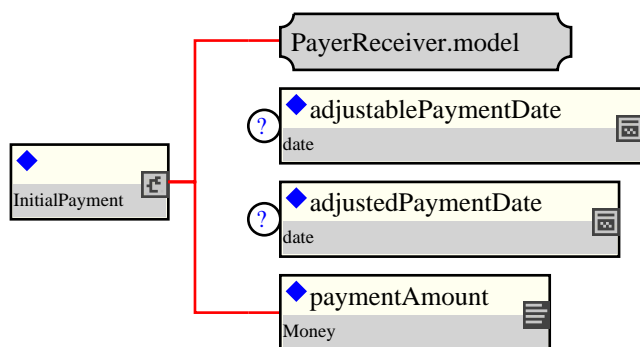 PayerReceiver.model
? adjustablePaymentDate
date
InitialPayment
? adjustedPaymentDate
date
paymentAmount
Money